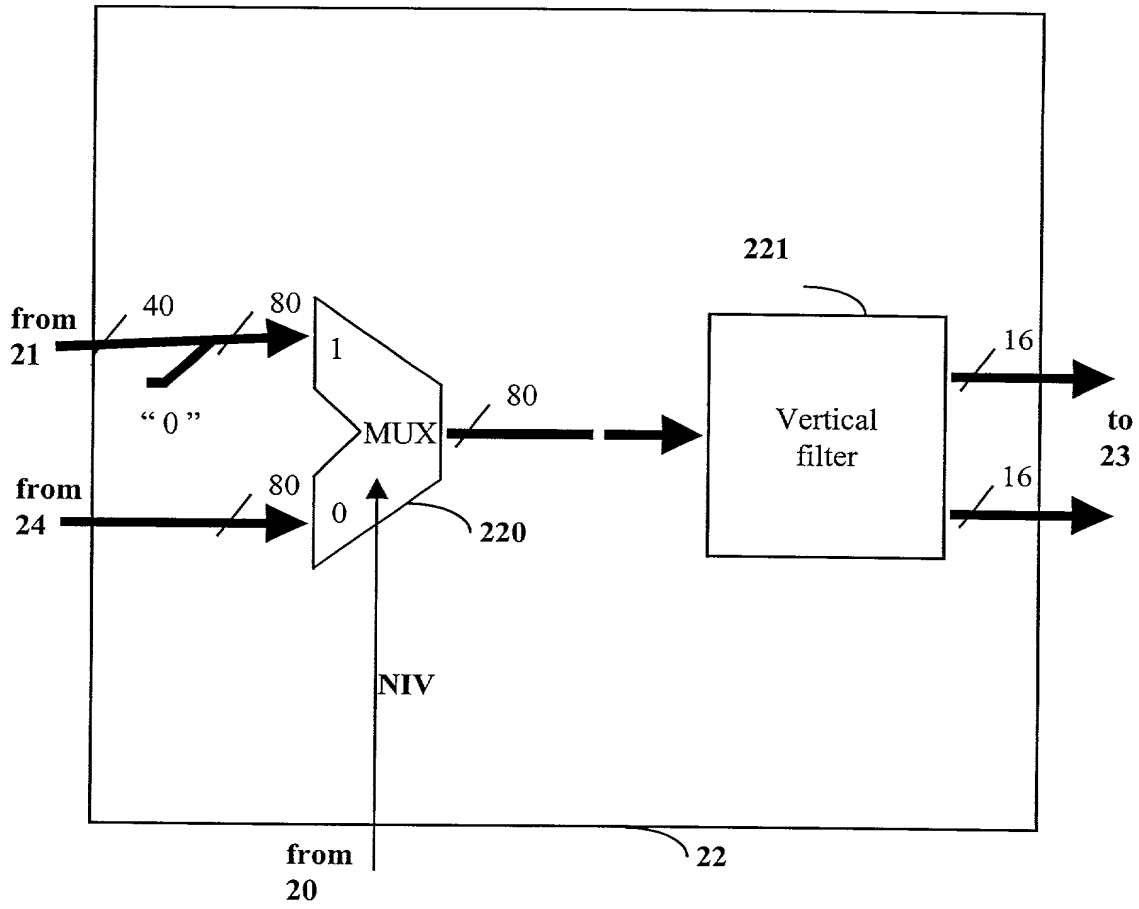 221
from
21
40
80
1
“ 0 ”
MUX
80
Vertical
filter
16
to
23
16
from
24
80
0
220
NIV
from
20
22